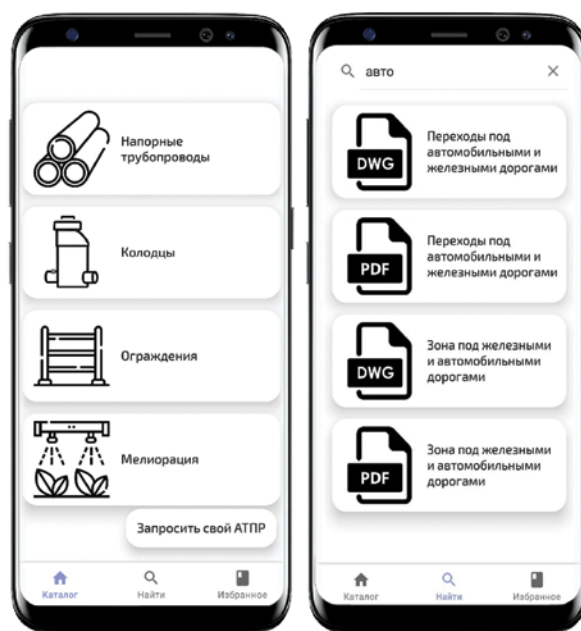 Напорные
трубопроводы
Колодцы
Ограждения
Мелиорация
Запросить свой АТПР
Каталог
Найти
Избранное
авто
DWG
Переходы под
автомобильными и
железными дорогами
PDF
Переходы под
автомобильными и
железными дорогами
DWG
Зона под железными
и автомобильными
дорогами
PDF
Зона под железными
и автомобильными
дорогами
Каталог
Найти
Избранное